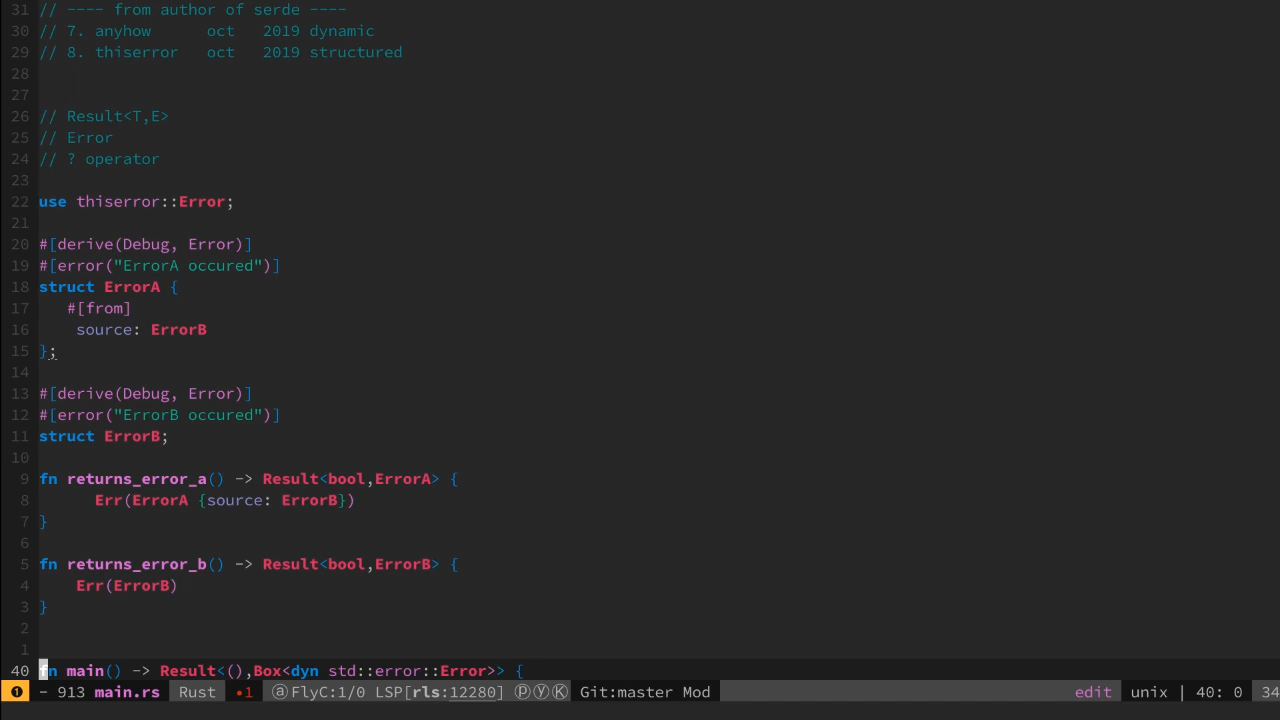 31 // ---- from author of serde ----
30 // 7. anyhow      oct   2019 dynamic
29 // 8. thiserror   oct   2019 structured
28
27
26 // Result<T,E>
25 // Error
24 // ? operator
23
22 use thiserror::Error;
21
20 #[derive(Debug, Error)]
19 #[error("ErrorA occured")]
18 struct ErrorA {
17    #[from]
16     source: ErrorB
15 };
14
13 #[derive(Debug, Error)]
12 #[error("ErrorB occured")]
11 struct ErrorB;
10
9 fn returns_error_a() -> Result<bool,ErrorA> {
8       Err(ErrorA {source: ErrorB})
7 }
6
5 fn returns_error_b() -> Result<bool,ErrorB> {
4     Err(ErrorB)
3 }
2
1
40 fn main() -> Result<(),Box<dyn std::error::Error>> {
❶ - 913 main.rs Rust •1 ⓐFlyC:1/0 LSP[rls:12280] ⓟⓨⓀ Git:master Mod edit unix | 40: 0 34